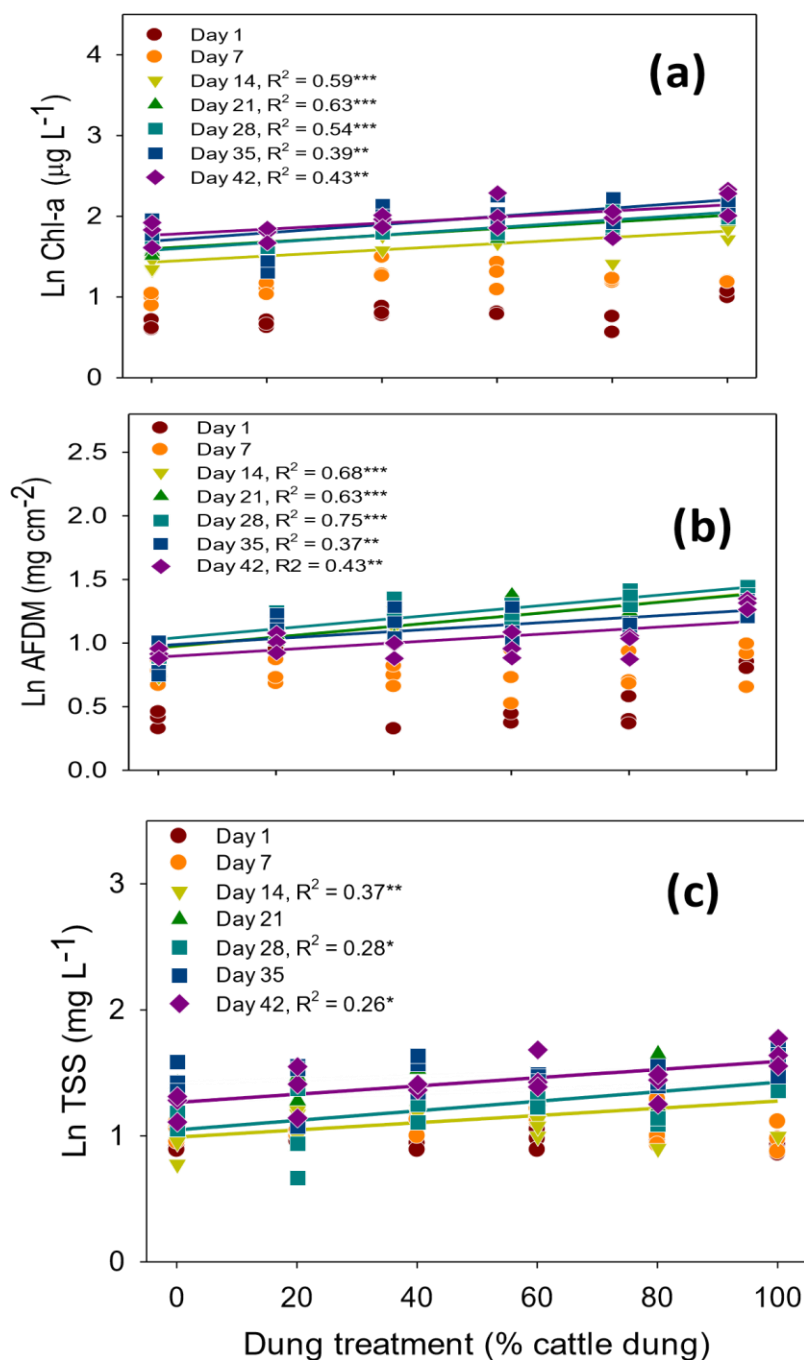 (a)
Day 1
Day 7
Day 14, R² = 0.59***
Day 21, R² = 0.63***
Day 28, R² = 0.54***
Day 35, R² = 0.39**
Day 42, R² = 0.43**
4
3
2
1
0
Ln Chl-a (µg L⁻¹)
(b)
Day 1
Day 7
Day 14, R² = 0.68***
Day 21, R² = 0.63***
Day 28, R² = 0.75***
Day 35, R² = 0.37**
Day 42, R2 = 0.43**
2.5
2.0
1.5
1.0
0.5
0.0
Ln AFDM (mg cm⁻²)
(c)
Day 1
Day 7
Day 14, R² = 0.37**
Day 21
Day 28, R² = 0.28*
Day 35
Day 42, R² = 0.26*
3
2
1
0
Ln TSS (mg L⁻¹)
0 20 40 60 80 100
Dung treatment (% cattle dung)